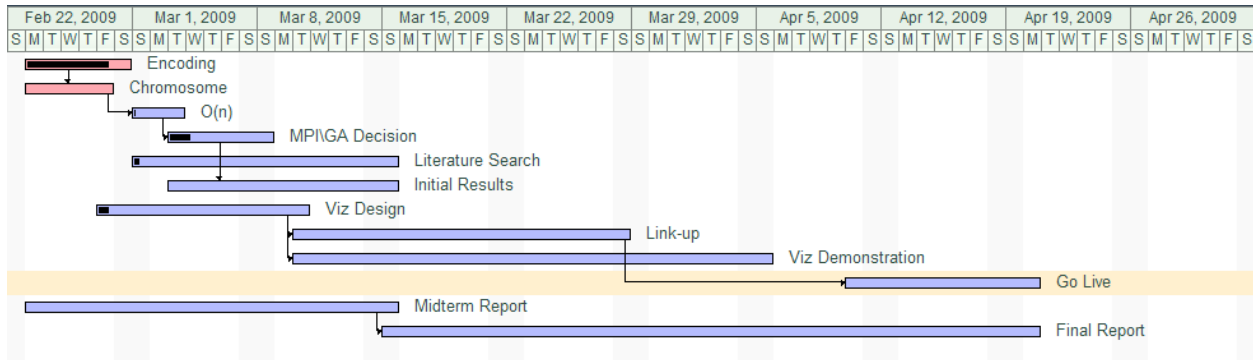 Feb 22, 2009 Mar 1, 2009 Mar 8, 2009 Mar 15, 2009 Mar 22, 2009 Mar 29, 2009 Apr 5, 2009 Apr 12, 2009 Apr 19, 2009 Apr 26, 2009
S M T W T F S S M T W T F S S M T W T F S S M T W T F S S M T W T F S S M T W T F S S M T W T F S S M T W T F S S M T W T F S S M T W T F S
Encoding
Chromosome
O(n)
MPI\GA Decision
Literature Search
Initial Results
Viz Design
Link-up
Viz Demonstration
Go Live
Midterm Report
Final Report